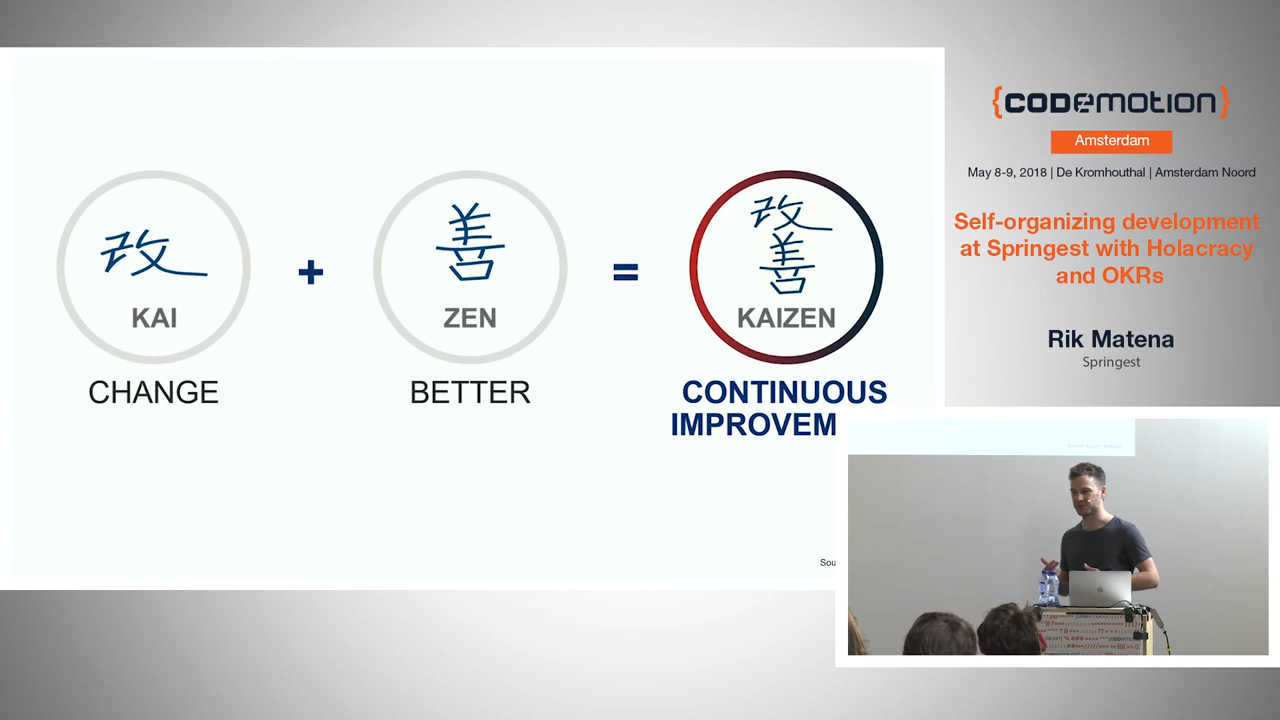 改
KAI
CHANGE
+
善
ZEN
BETTER
=
改
善
KAIZEN
CONTINUOUS
IMPROVEM
Sou
{CODEMOTION}
Amsterdam
May 8-9, 2018 | De Kromhouthal | Amsterdam Noord
Self-organizing development
at Springest with Holacracy
and OKRs
Rik Matena
Springest